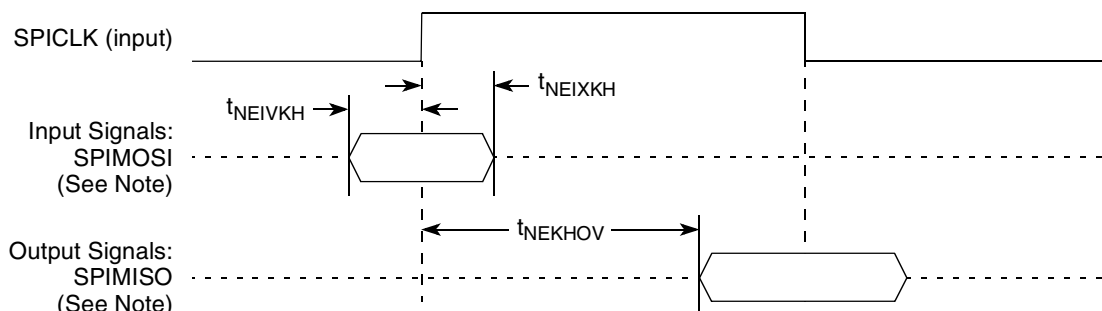 SPICLK (input)
tNEIXKH
tNEIVKH
Input Signals:
SPIMOSI
(See Note)
tNEKHOV
Output Signals:
SPIMISO
(See Note)